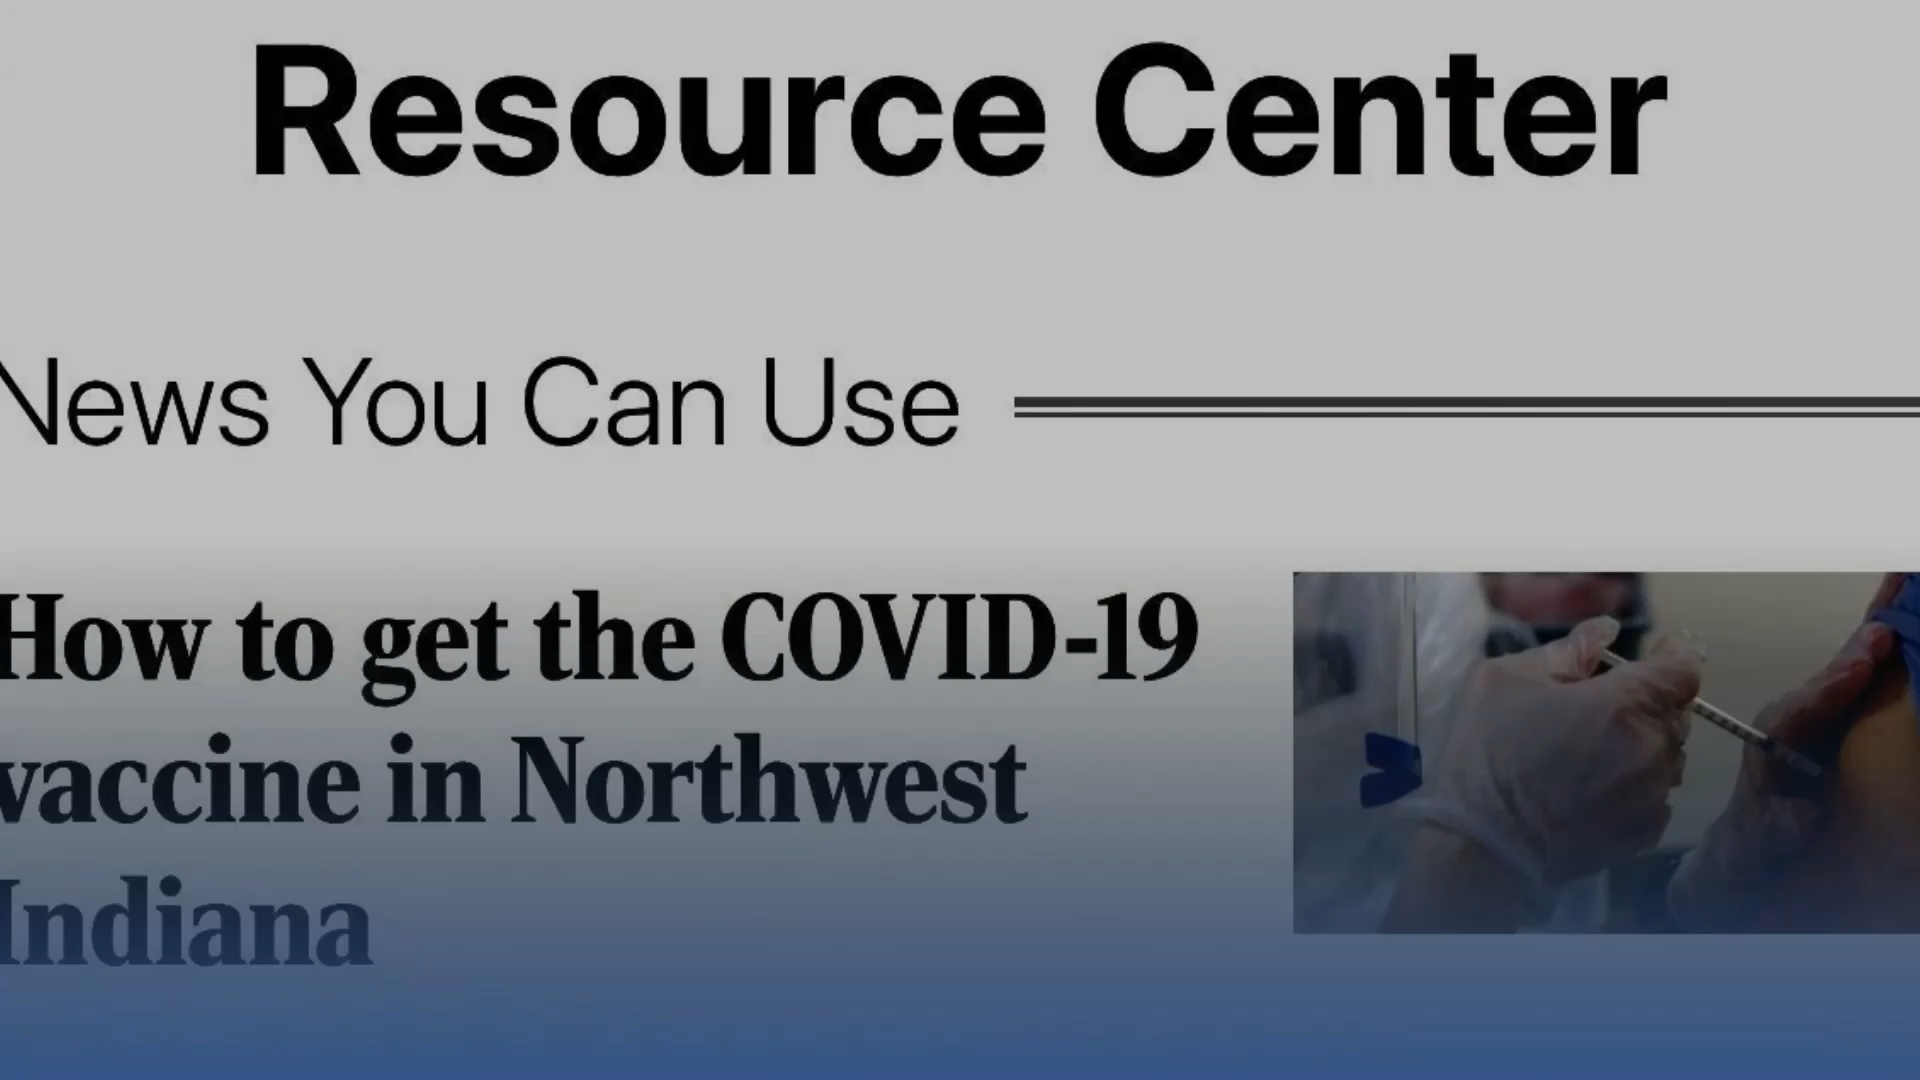 Resource Center
News You Can Use
How to get the COVID-19
vaccine in Northwest
Indiana